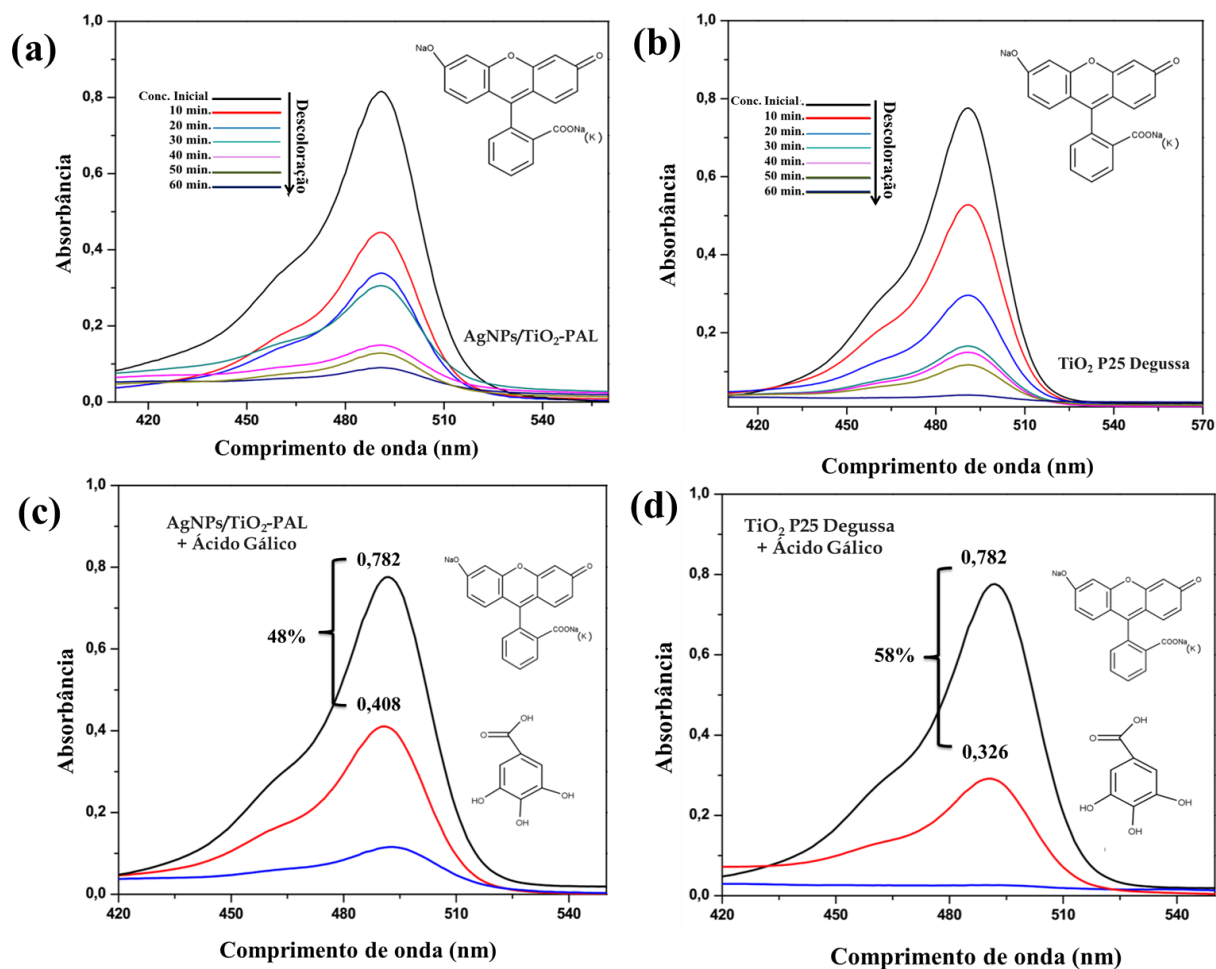 (a)
1,0
0,8
0,6
0,4
0,2
0,0
Absorbância
Conc. Inicial
10 min.
20 min.
30 min.
40 min.
50 min.
60 min.
Descoloração
NaO
O
O
COONa(K)
AgNPs/TiO2-PAL
420
450
480
510
540
Comprimento de onda (nm)
(b)
1,0
0,8
0,6
0,4
0,2
Absorbância
Conc. Inicial
10 min.
20 min.
30 min.
40 min.
50 min.
60 min.
Descoloração
NaO
O
O
COONa(K)
TiO2 P25 Degussa
420
450
480
510
540
570
Comprimento de onda (nm)
(c)
1,0
0,8
0,6
0,4
0,2
0,0
Absorbância
AgNPs/TiO2-PAL
+ Ácido Gálico
0,782
48%
0,408
NaO
O
O
COONa(K)
OH
O
HO
OH
OH
420
450
480
510
540
Comprimento de onda (nm)
(d)
1,0
0,8
0,6
0,4
0,2
0,0
Absorbância
TiO2 P25 Degussa
+ Ácido Gálico
0,782
58%
0,326
NaO
O
O
COONa(K)
OH
O
HO
OH
OH
420
450
480
510
540
Comprimento de onda (nm)